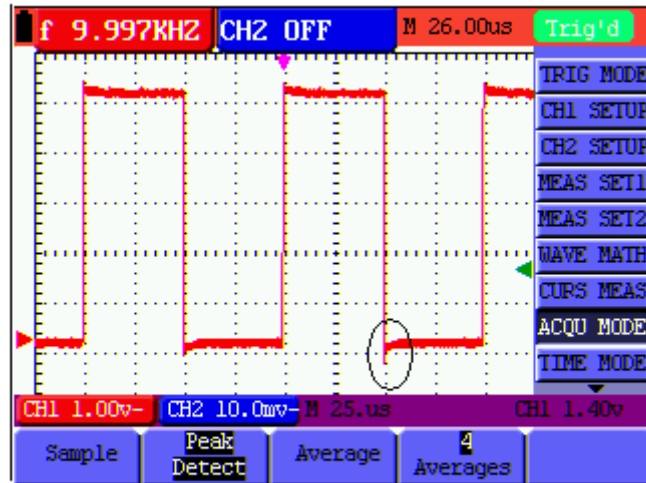 f 9.997KHZ CH2 OFF M 26.00us Trig'd
TRIG MODE
CH1 SETUP
CH2 SETUP
MEAS SET1
MEAS SET2
WAVE MATH
CURS MEAS
ACQU MODE
TIME MODE
CH1 1.00v- CH2 10.0mv- M 25.us CH1 1.40v
Sample Peak Detect Average 4 Averages